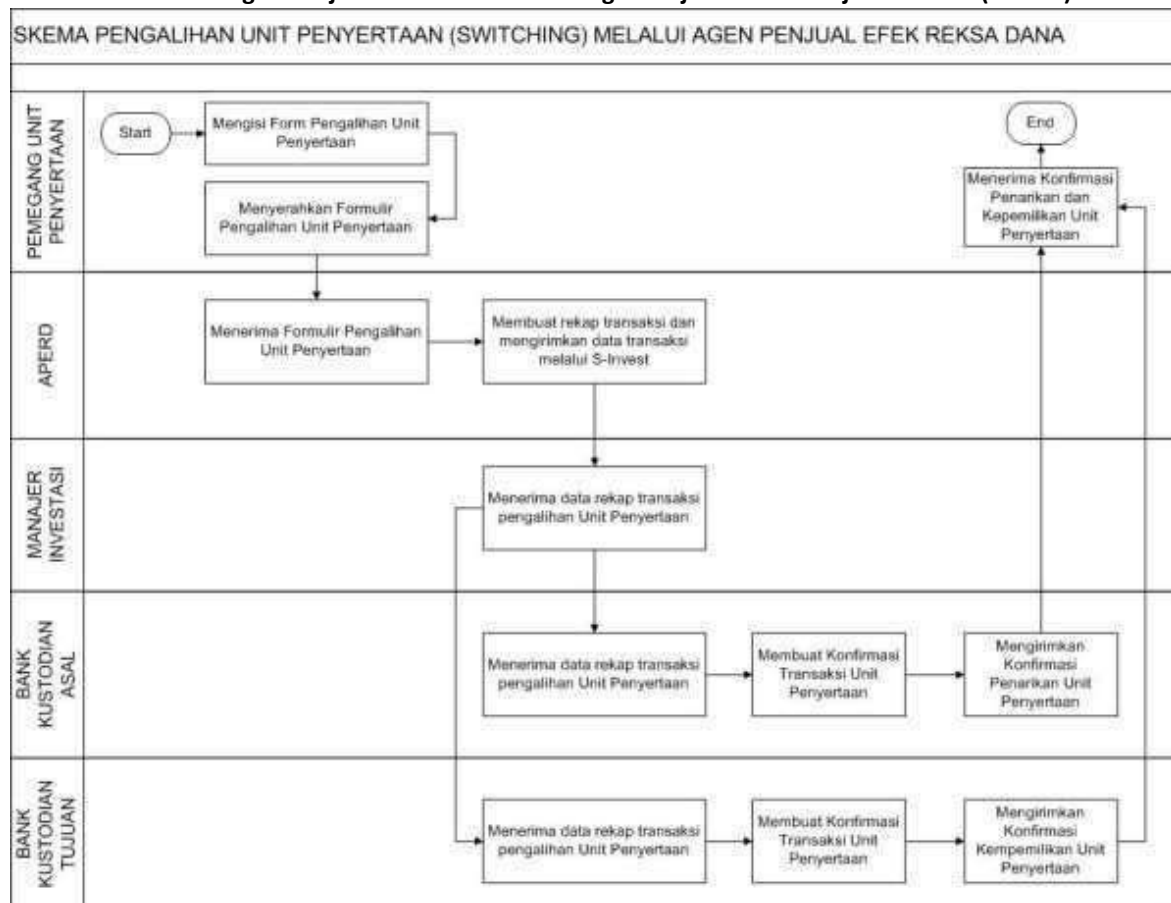 SKEMA PENGALIHAN UNIT PENYERTAAN (SWITCHING) MELALUI AGEN PENJUAL EFEK REKSA DANA
PEMEGANG UNIT
PENYERTAAN
Start
Mengisi Form Pengalihan Unit
Penyertaan
Menyerahkan Formulir
Pengalihan Unit Penyertaan
End
Menerima Konfirmasi
Penarikan dan
Kepemilikan Unit
Penyertaan
APERD
Menerima Formulir Pengalihan
Unit Penyertaan
Membuat rekap transaksi dan
mengirimkan data transaksi
melalui S-Invest
MANAJER
INVESTASI
Menerima data rekap transaksi
pengalihan Unit Penyertaan
BANK
KUSTODIAN
ASAL
Menerima data rekap transaksi
pengalihan Unit Penyertaan
Membuat Konfirmasi
Transaksi Unit
Penyertaan
Mengirimkan
Konfirmasi
Penarikan Unit
Penyertaan
BANK
KUSTODIAN
TUJUAN
Menerima data rekap transaksi
pengalihan Unit Penyertaan
Membuat Konfirmasi
Transaksi Unit
Penyertaan
Mengirimkan
Konfirmasi
Kempemilikan Unit
Penyertaan